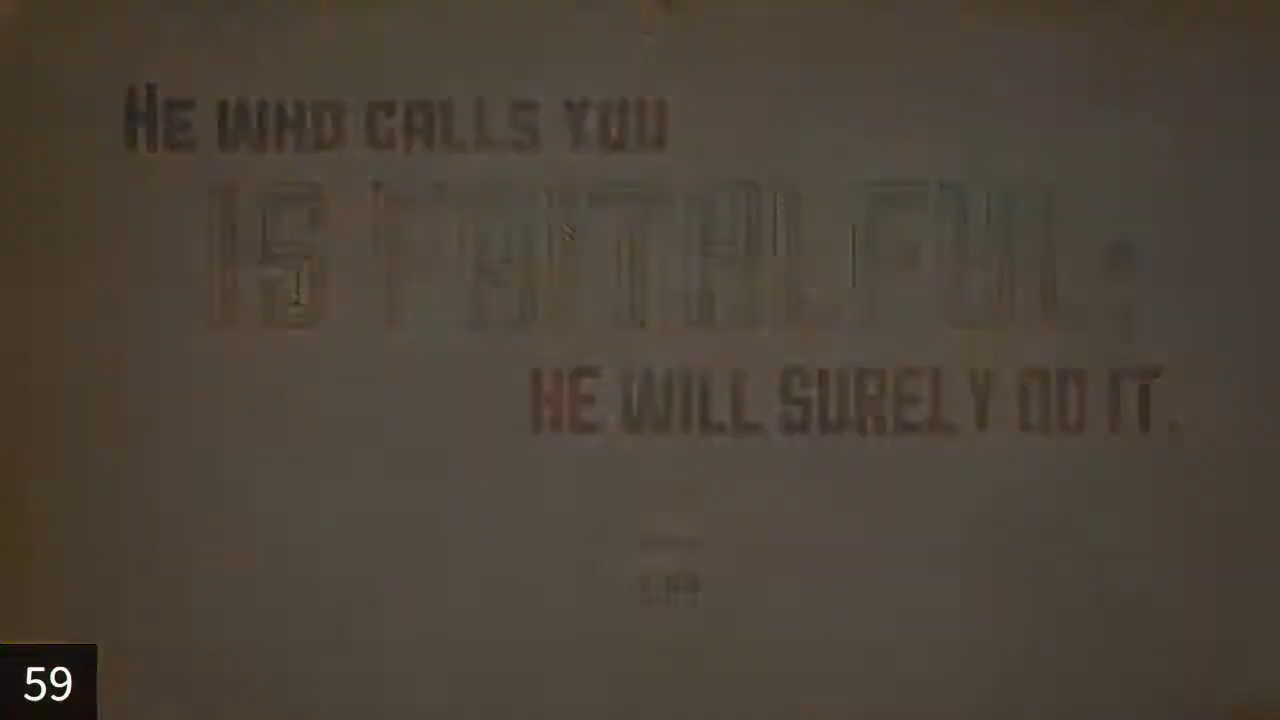 HE WHO CALLS YOU
IS FAITHFUL;
HE WILL SURELY DO IT.
59